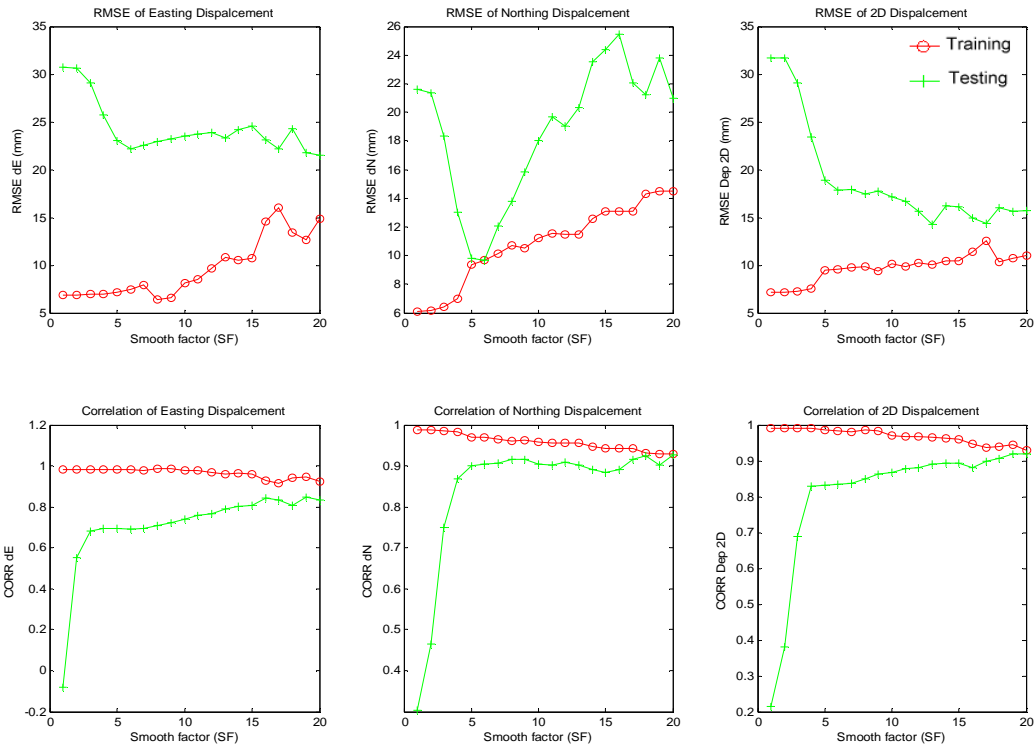 RMSE of Easting Dispalcement
35
30
25
20
15
10
5
RMSE dE (mm)
0 5 10 15 20
Smooth factor (SF)
RMSE of Northing Dispalcement
26
24
22
20
18
16
14
12
10
8
6
RMSE dN (mm)
0 5 10 15 20
Smooth factor (SF)
RMSE of 2D Dispalcement
Training
Testing
35
30
25
20
15
10
5
RMSE Dep 2D (mm)
0 5 10 15 20
Smooth factor (SF)
Correlation of Easting Dispalcement
1.2
1
0.8
0.6
0.4
0.2
0
-0.2
CORR dE
0 5 10 15 20
Smooth factor (SF)
Correlation of Northing Dispalcement
1
0.9
0.8
0.7
0.6
0.5
0.4
CORR dN
0 5 10 15 20
Smooth factor (SF)
Correlation of 2D Dispalcement
1
0.9
0.8
0.7
0.6
0.5
0.4
0.3
0.2
CORR Dep 2D
0 5 10 15 20
Smooth factor (SF)